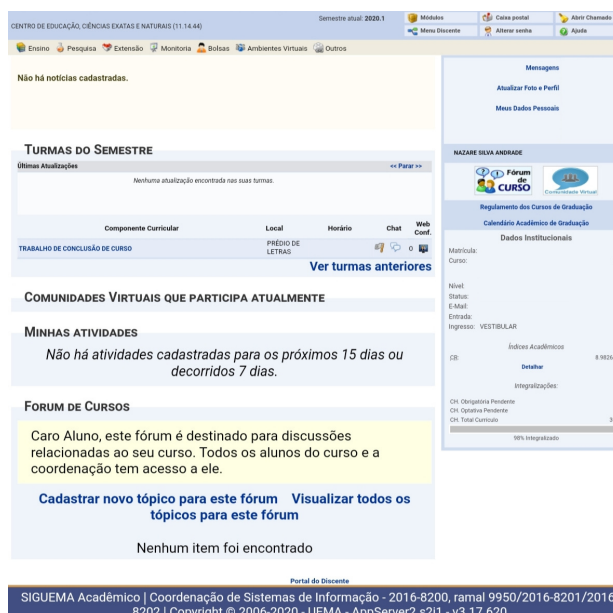 CENTRO DE EDUCAÇÃO, CIÊNCIAS EXATAS E NATURAIS (11.14.44)
Semestre atual: 2020.1
Módulos
Caixa postal
Abrir Chamado
Menu Discente
Alterar senha
Ajuda
Ensino Pesquisa Extensão Monitoria Bolsas Ambientes Virtuais Outros
Não há notícias cadastradas.
Mensagens
Atualizar Foto e Perfil
Meus Dados Pessoais
TURMAS DO SEMESTRE
Últimas Atualizações << Parar >>
Nenhuma atualização encontrada nas suas turmas.
Componente Curricular Local Horário Chat Web Conf.
TRABALHO DE CONCLUSÃO DE CURSO PRÉDIO DE LETRAS 0
Ver turmas anteriores
COMUNIDADES VIRTUAIS QUE PARTICIPA ATUALMENTE
MINHAS ATIVIDADES
Não há atividades cadastradas para os próximos 15 dias ou
decorridos 7 dias.
FORUM DE CURSOS
Caro Aluno, este fórum é destinado para discussões
relacionadas ao seu curso. Todos os alunos do curso e a
coordenação tem acesso a ele.
Cadastrar novo tópico para este fórum Visualizar todos os
tópicos para este fórum
Nenhum item foi encontrado
NAZARE SILVA ANDRADE
Fórum
de
CURSO
Comunidade Virtual
Regulamento dos Cursos de Graduação
Calendário Acadêmico de Graduação
Dados Institucionais
Matrícula:
Curso:
Nível:
Status:
E-Mail:
Entrada:
Ingresso: VESTIBULAR
Índices Acadêmicos
CR: 8.9826
Detalhar
Integralizações:
CH. Obrigatória Pendente
CH. Optativa Pendente
CH. Total Currículo 3
98% Integralizado
Portal do Discente
SIGUEMA Acadêmico | Coordenação de Sistemas de Informação - 2016-8200, ramal 9950/2016-8201/2016
8202 | Copyright © 2006-2020 - UEMA - AppServer2.s2i1 - v3.17.620